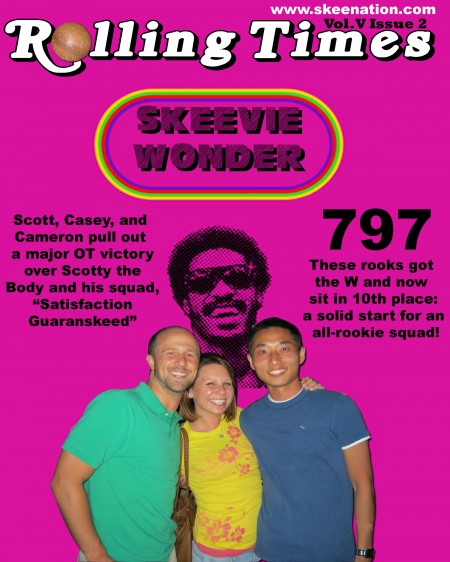 www.skeenation.com
Vol.V Issue 2
Rolling Times
SKEEVIE
WONDER
Scott, Casey, and
Cameron pull out
a major OT victory
over Scotty the
Body and his squad,
“Satisfaction
Guaranskeed”
797
These rooks got
the W and now
sit in 10th place:
a solid start for an
all-rookie squad!